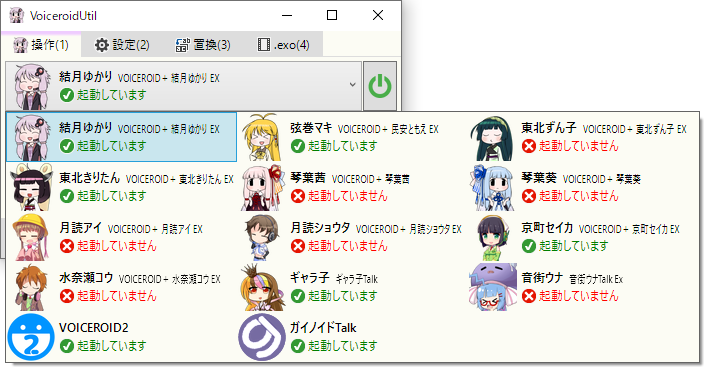 VoiceroidUtil
操作(1)
設定(2)
置換(3)
.exo(4)
結月ゆかり VOICEROID＋ 結月ゆかり EX
起動しています
結月ゆかり VOICEROID＋ 結月ゆかり EX
起動しています
弦巻マキ VOICEROID＋ 民安ともえ EX
起動しています
東北ずん子 VOICEROID＋ 東北ずん子 EX
起動していません
東北きりたん VOICEROID＋ 東北きりたん EX
起動しています
琴葉茜 VOICEROID＋ 琴葉茜
起動していません
琴葉葵 VOICEROID＋ 琴葉葵
起動していません
月読アイ VOICEROID＋ 月読アイ EX
起動していません
月読ショウタ VOICEROID＋ 月読ショウタ EX
起動していません
京町セイカ VOICEROID＋ 京町セイカ EX
起動しています
水奈瀬コウ VOICEROID＋ 水奈瀬コウ EX
起動していません
ギャラ子 ギャラ子Talk
起動しています
音街ウナ 音街ウナTalk Ex
起動していません
2
VOICEROID2
起動しています
ガイノイドTalk
起動しています